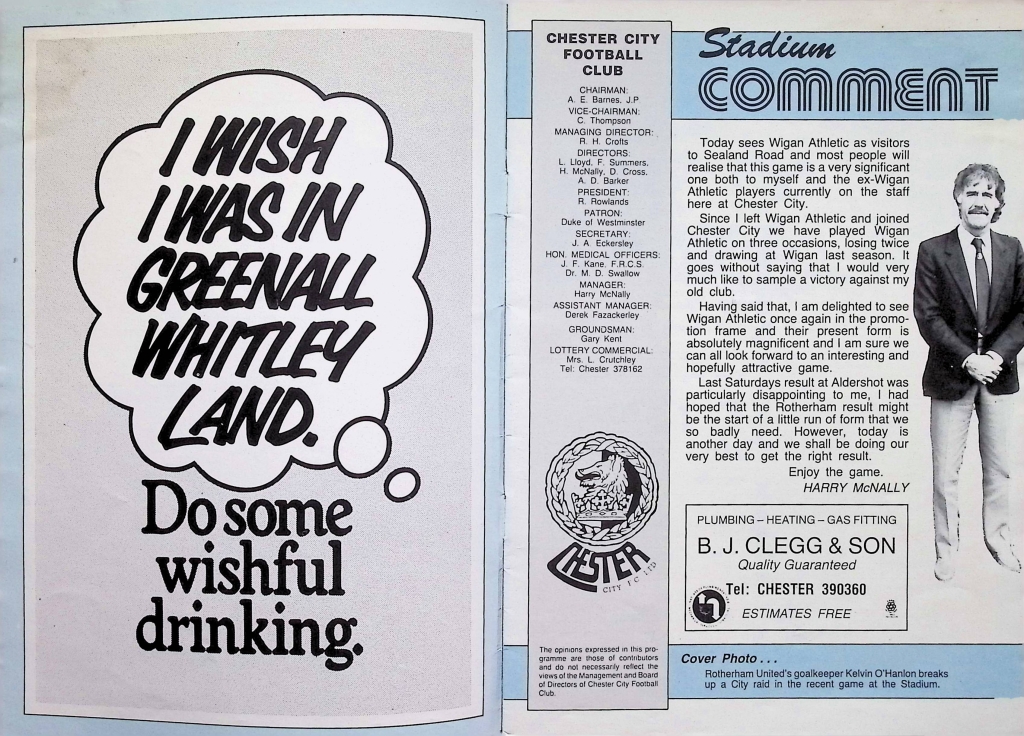 I WISH
I WAS IN
GREENALL
WHITLEY
LAND.
Do some
wishful
drinking.
CHESTER CITY
FOOTBALL
CLUB
CHAIRMAN:
A. E. Barnes, J.P
VICE-CHAIRMAN:
C. Thompson
MANAGING DIRECTOR:
R. H. Crofts
DIRECTORS:
L. Lloyd, F. Summers,
H. McNally, D. Cross,
A. D. Barker
PRESIDENT:
R. Rowlands
PATRON:
Duke of Westminster
SECRETARY:
J. A. Eckersley
HON. MEDICAL OFFICERS:
J. F. Kane, F.R.C.S.
Dr. M. D. Swallow
MANAGER:
Harry McNally
ASSISTANT MANAGER:
Derek Fazackerley
GROUNDSMAN:
Gary Kent
LOTTERY COMMERCIAL:
Mrs. L. Crutchley
Tel: Chester 378162
CHESTER
CITY F C LTD
The opinions expressed in this pro-
gramme are those of contributors
and do not necessarily reflect the
views of the Management and Board
of Directors of Chester City Football
Club.
Stadium
COMMENT
Today sees Wigan Athletic as visitors
to Sealand Road and most people will
realise that this game is a very significant
one both to myself and the ex-Wigan
Athletic players currently on the staff
here at Chester City.
Since I left Wigan Athletic and joined
Chester City we have played Wigan
Athletic on three occasions, losing twice
and drawing at Wigan last season. It
goes without saying that I would very
much like to sample a victory against my
old club.
Having said that, I am delighted to see
Wigan Athletic once again in the promo-
tion frame and their present form is
absolutely magnificent and I am sure we
can all look forward to an interesting and
hopefully attractive game.
Last Saturdays result at Aldershot was
particularly disappointing to me, I had
hoped that the Rotherham result might
be the start of a little run of form that we
so badly need. However, today is
another day and we shall be doing our
very best to get the right result.
Enjoy the game.
HARRY McNALLY
PLUMBING – HEATING – GAS FITTING
B. J. CLEGG & SON
Quality Guaranteed
Tel: CHESTER 390360
ESTIMATES FREE
Cover Photo . . .
Rotherham United's goalkeeper Kelvin O'Hanlon breaks
up a City raid in the recent game at the Stadium.